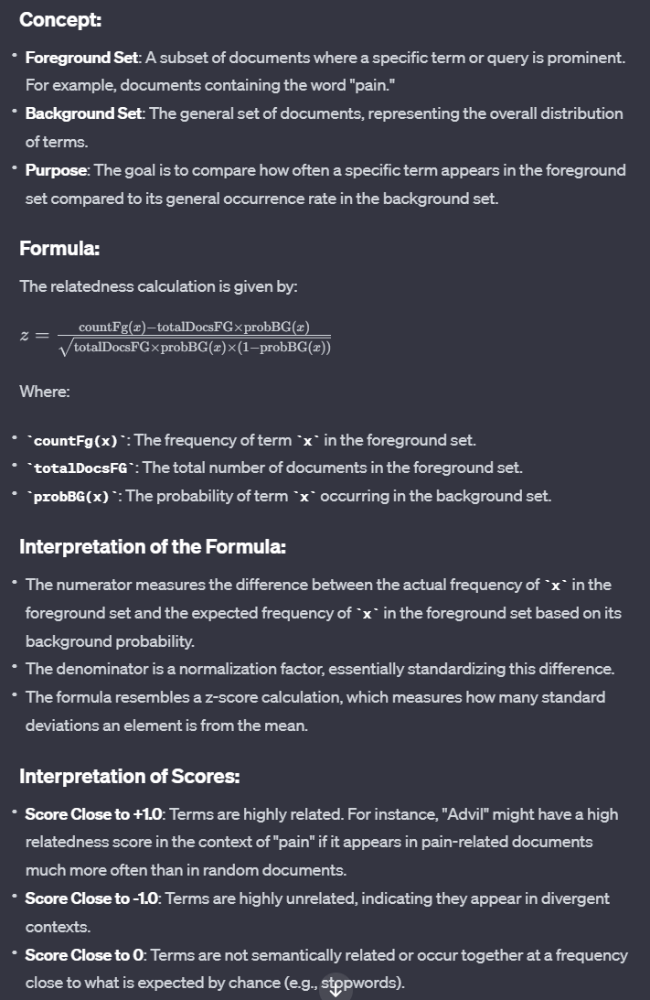 Concept:
• Foreground Set: A subset of documents where a specific term or query is prominent.
For example, documents containing the word "pain."
• Background Set: The general set of documents, representing the overall distribution
of terms.
• Purpose: The goal is to compare how often a specific term appears in the foreground
set compared to its general occurrence rate in the background set.
Formula:
The relatedness calculation is given by:
z = countFg(x)−totalDocsFG×probBG(x)
√totalDocsFG×probBG(x)×(1−probBG(x))
Where:
• `countFg(x)`: The frequency of term `x` in the foreground set.
• `totalDocsFG`: The total number of documents in the foreground set.
• `probBG(x)`: The probability of term `x` occurring in the background set.
Interpretation of the Formula:
• The numerator measures the difference between the actual frequency of `x` in the
foreground set and the expected frequency of `x` in the foreground set based on its
background probability.
• The denominator is a normalization factor, essentially standardizing this difference.
• The formula resembles a z-score calculation, which measures how many standard
deviations an element is from the mean.
Interpretation of Scores:
• Score Close to +1.0: Terms are highly related. For instance, "Advil" might have a high
relatedness score in the context of "pain" if it appears in pain-related documents
much more often than in random documents.
• Score Close to -1.0: Terms are highly unrelated, indicating they appear in divergent
contexts.
• Score Close to 0: Terms are not semantically related or occur together at a frequency
close to what is expected by chance (e.g., stopwords).